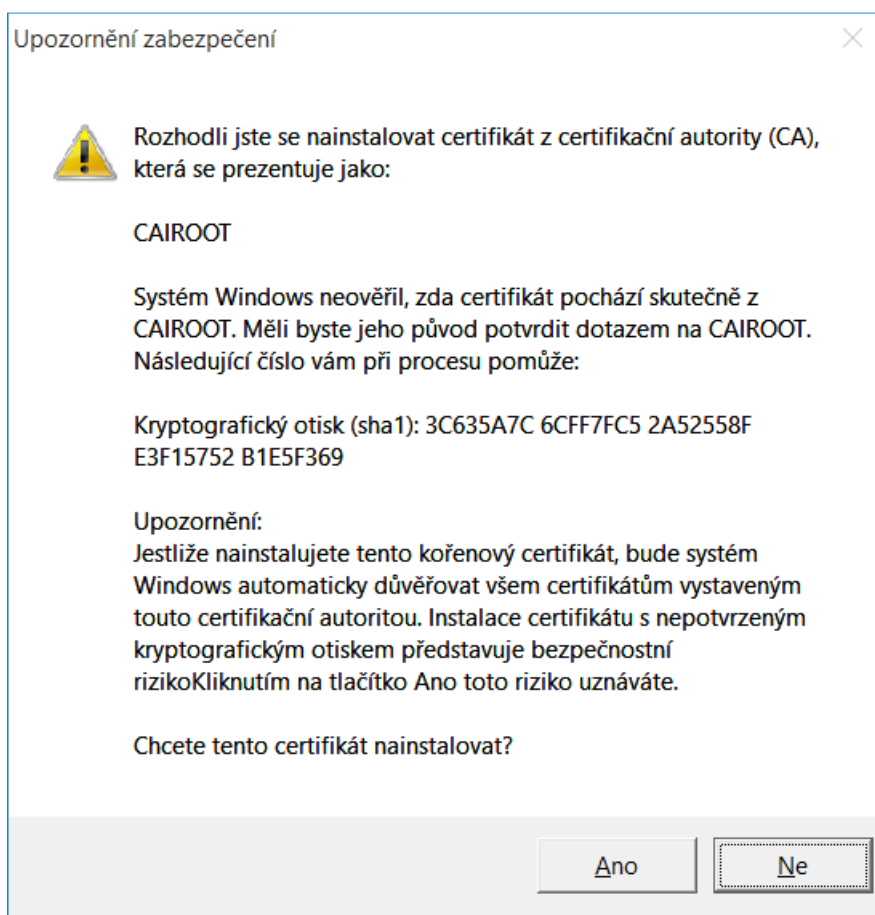 Upozornění zabezpečení
Rozhodli jste se nainstalovat certifikát z certifikační autority (CA),
která se prezentuje jako:
CAIROOT
Systém Windows neověřil, zda certifikát pochází skutečně z
CAIROOT. Měli byste jeho původ potvrdit dotazem na CAIROOT.
Následující číslo vám při procesu pomůže:
Kryptografický otisk (sha1): 3C635A7C 6CFF7FC5 2A52558F
E3F15752 B1E5F369
Upozornění:
Jestliže nainstalujete tento kořenový certifikát, bude systém
Windows automaticky důvěřovat všem certifikátům vystaveným
touto certifikační autoritou. Instalace certifikátu s nepotvrzeným
kryptografickým otiskem představuje bezpečnostní
rizikoKliknutím na tlačítko Ano toto riziko uznáváte.
Chcete tento certifikát nainstalovat?
Ano
Ne